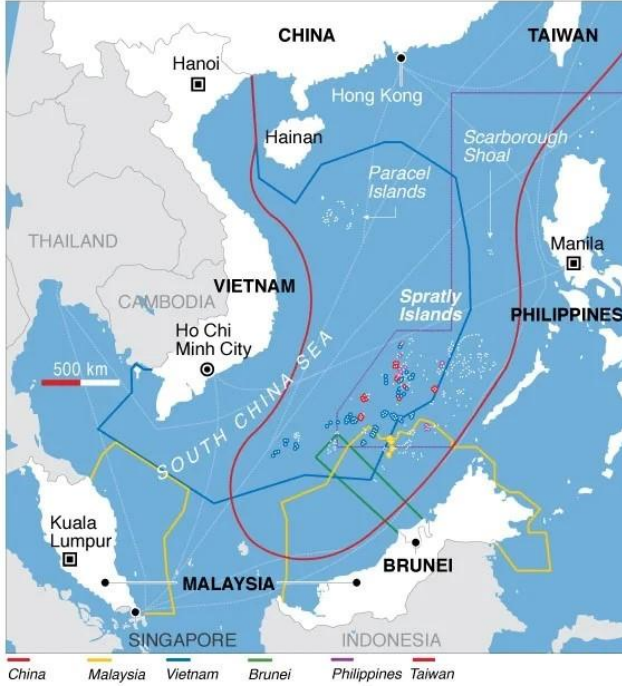 CHINA
TAIWAN
Hanoi
Hong Kong
Hainan
Scarborough
Shoal
Paracel
Islands
THAILAND
Manila
VIETNAM
CAMBODIA
Spratly
Islands
PHILIPPINES
Ho Chi
Minh City
500 km
SOUTH CHINA SEA
Kuala
Lumpur
BRUNEI
MALAYSIA
SINGAPORE
INDONESIA
China
Malaysia
Vietnam
Brunei
Philippines
Taiwan